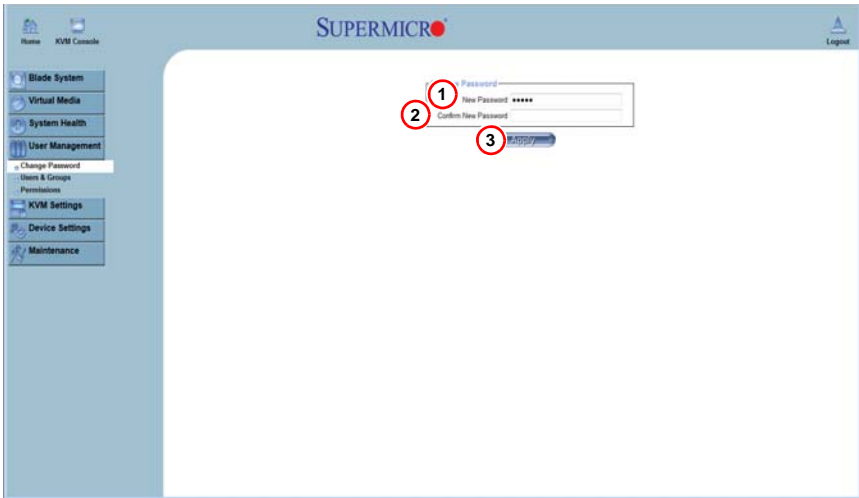 Home KVM Console
SUPERMICR
Logout
Blade System
Virtual Media
System Health
User Management
Change Password
Users & Groups
Permissions
KVM Settings
Device Settings
Maintenance
Password
1 New Password
2 Confirm New Password
3 Apply